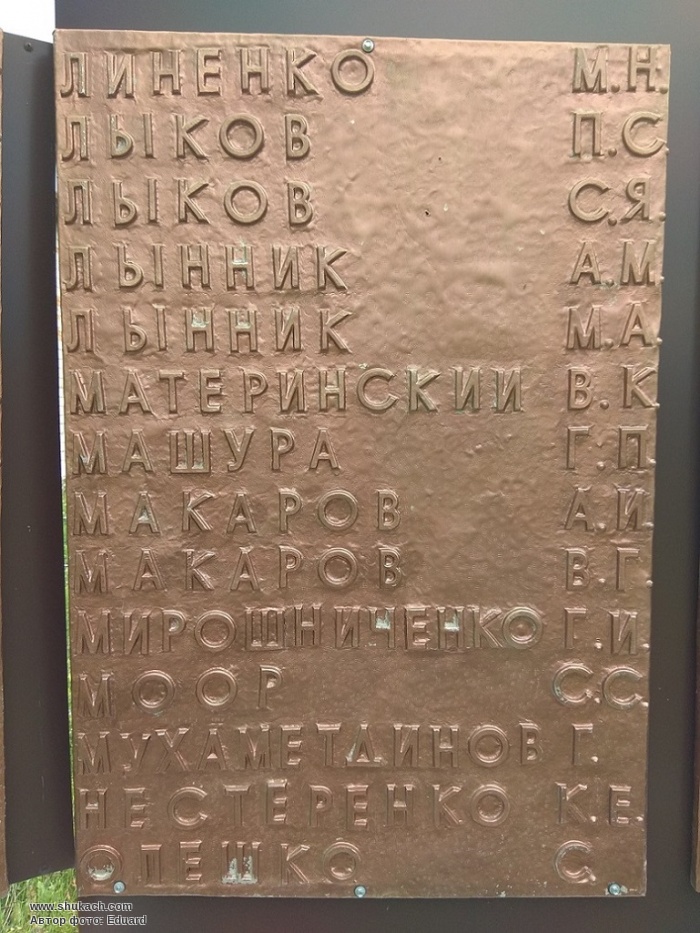 ЛИНЕНКО М.Н.
ЛЫКОВ П.С
ЛЫКОВ С.Я.
ЛЫННИК А.М
ЛЫННИК М.А
МАТЕРИНСКИИ В.К
МАШУРА Г.П
МАКАРОВ А.И
МАКАРОВ В.Г
МИРОШНИЧЕНКО Г.И.
МООР С.С
МУХАМЕТДИНОВ Г.
НЕСТЕРЕНКО К.Е.
ОПЕШКО С.
www.shukach.com
Автор фото: Eduard